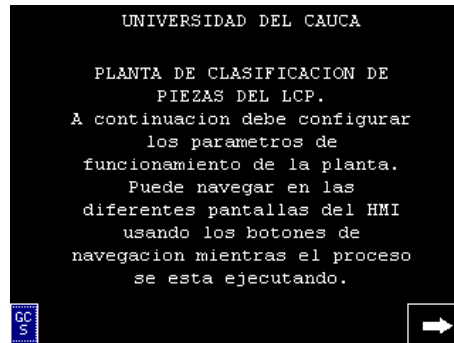 UNIVERSIDAD DEL CAUCA
PLANTA DE CLASIFICACION DE
PIEZAS DEL LCP.
A continuacion debe configurar
los parametros de
funcionamiento de la planta.
Puede navegar en las
diferentes pantallas del HMI
usando los botones de
navegacion mientras el proceso
se esta ejecutando.
GC
S